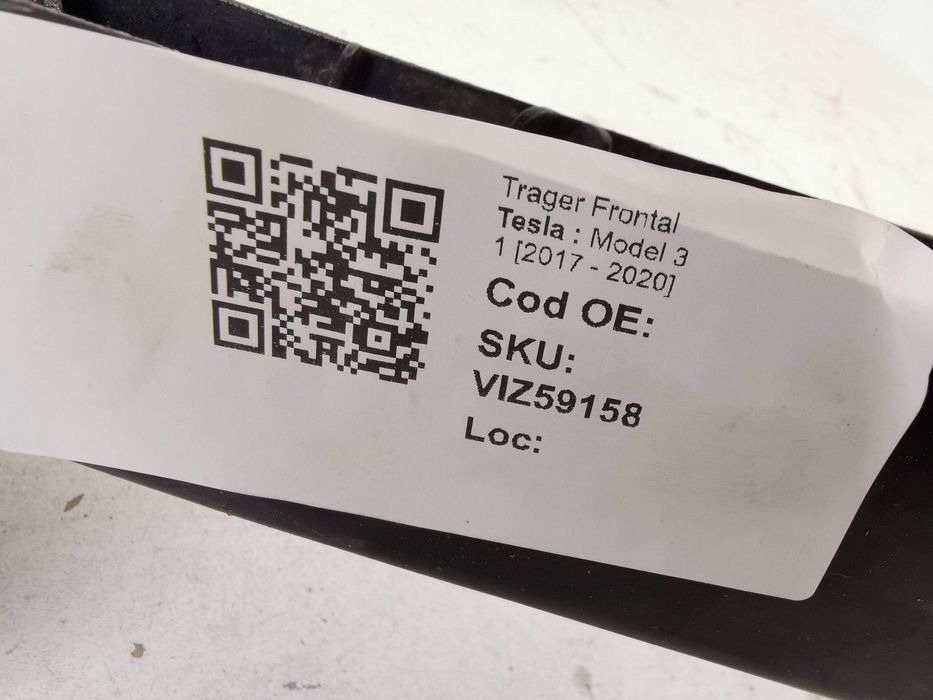 Trager Frontal
Tesla : Model 3
1 [2017 - 2020]
Cod OE:
SKU:
VIZ59158
Loc: